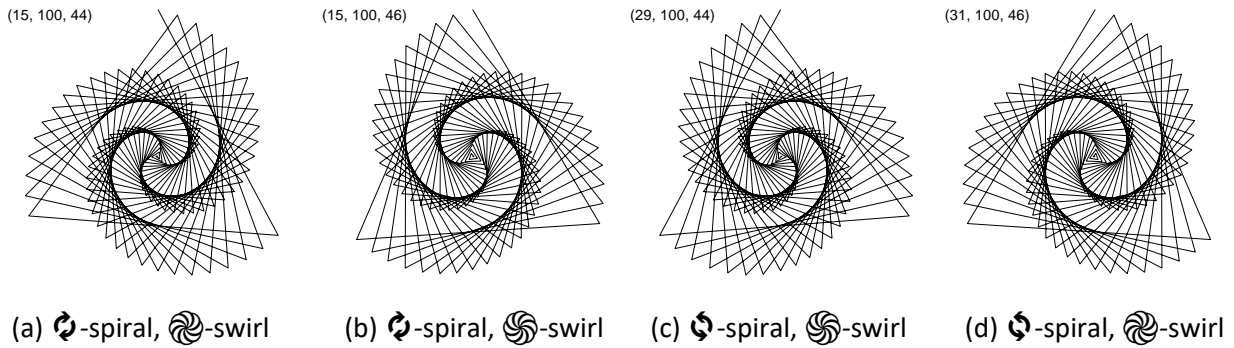 (15, 100, 44)
(15, 100, 46)
(29, 100, 44)
(31, 100, 46)
(a) -spiral, -swirl
(b) -spiral, -swirl
(c) -spiral, -swirl
(d) -spiral, -swirl